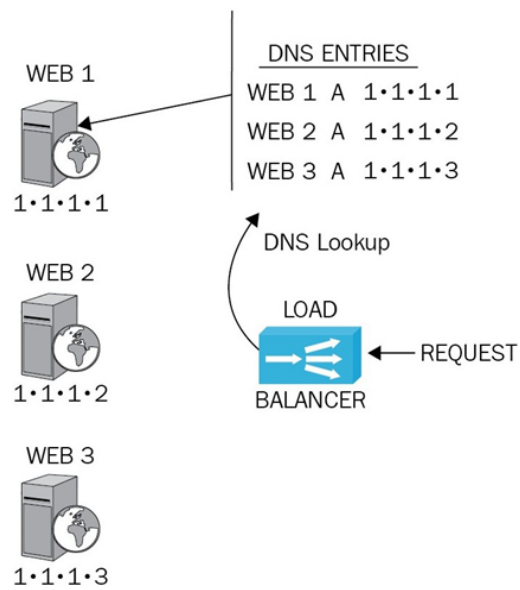 DNS ENTRIES
WEB 1 A 1•1•1•1
WEB 2 A 1•1•1•2
WEB 3 A 1•1•1•3
WEB 1
1•1•1•1
DNS Lookup
WEB 2
1•1•1•2
LOAD
BALANCER
REQUEST
WEB 3
1•1•1•3